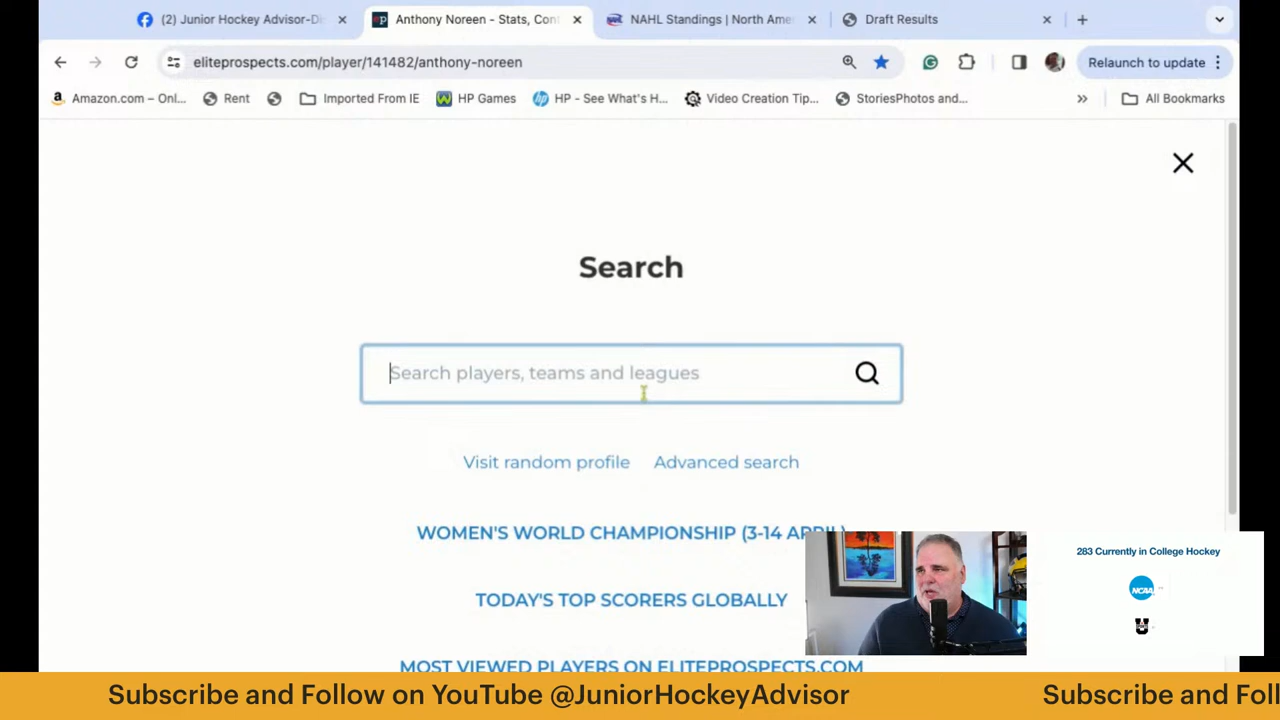 (2) Junior Hockey Advisor-Di
Anthony Noreen - Stats, Con
NAHL Standings | North Ame
Draft Results
eliteprospects.com/player/141482/anthony-noreen
Relaunch to update
Amazon.com – Onl...
Rent
Imported From IE
HP Games
HP - See What's H...
Video Creation Tip...
StoriesPhotos and...
All Bookmarks
Search
Search players, teams and leagues
Visit random profile
Advanced search
WOMEN'S WORLD CHAMPIONSHIP (3-14 APRIL)
TODAY'S TOP SCORERS GLOBALLY
MOST VIEWED PLAYERS ON ELITEPROSPECTS.COM
283 Currently in College Hockey
NCAA
U
Subscribe and Follow on YouTube @JuniorHockeyAdvisor
Subscribe and Foll